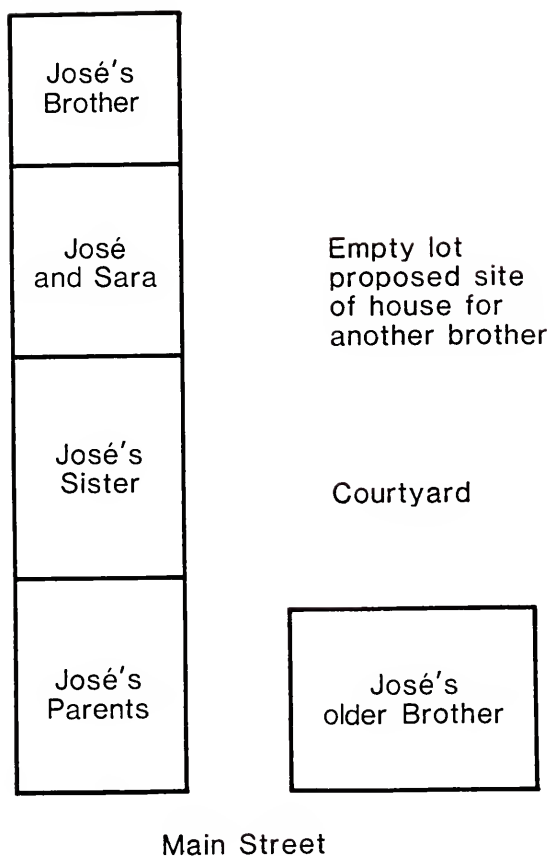 José's
Brother
José
and Sara
Empty lot
proposed site
of house for
another brother
José's
Sister
Courtyard
José's
Parents
José's
older Brother
Main Street